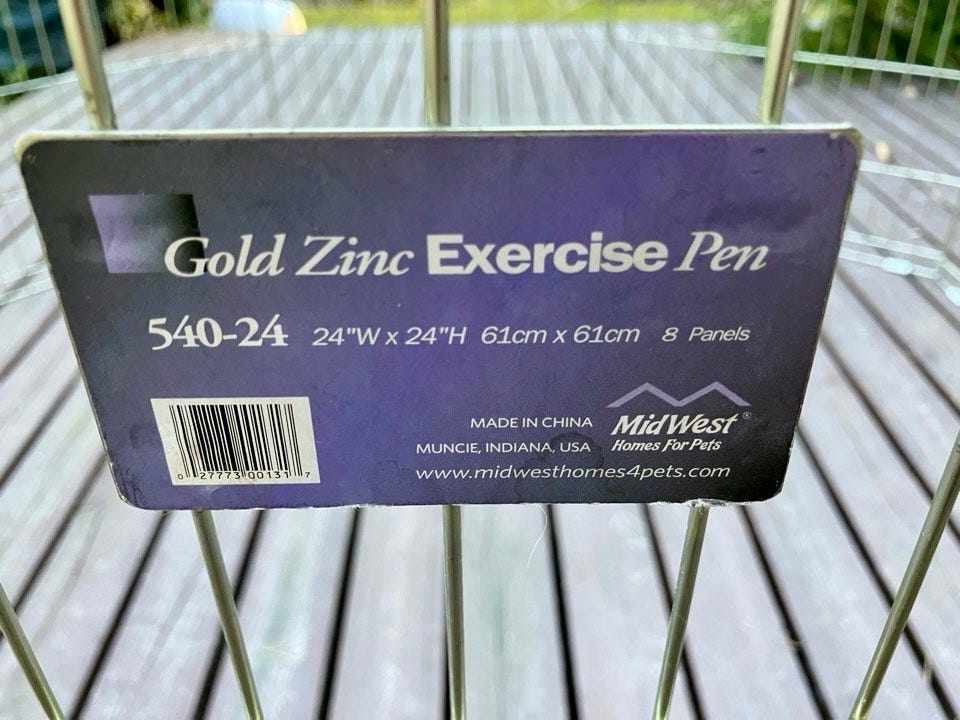 Gold Zinc Exercise Pen
540-24 24"W x 24"H 61cm x 61cm 8 Panels
0 27773 00131 7
MADE IN CHINA
MUNCIE, INDIANA, USA
MidWest®
Homes For Pets
www.midwesthomes4pets.com